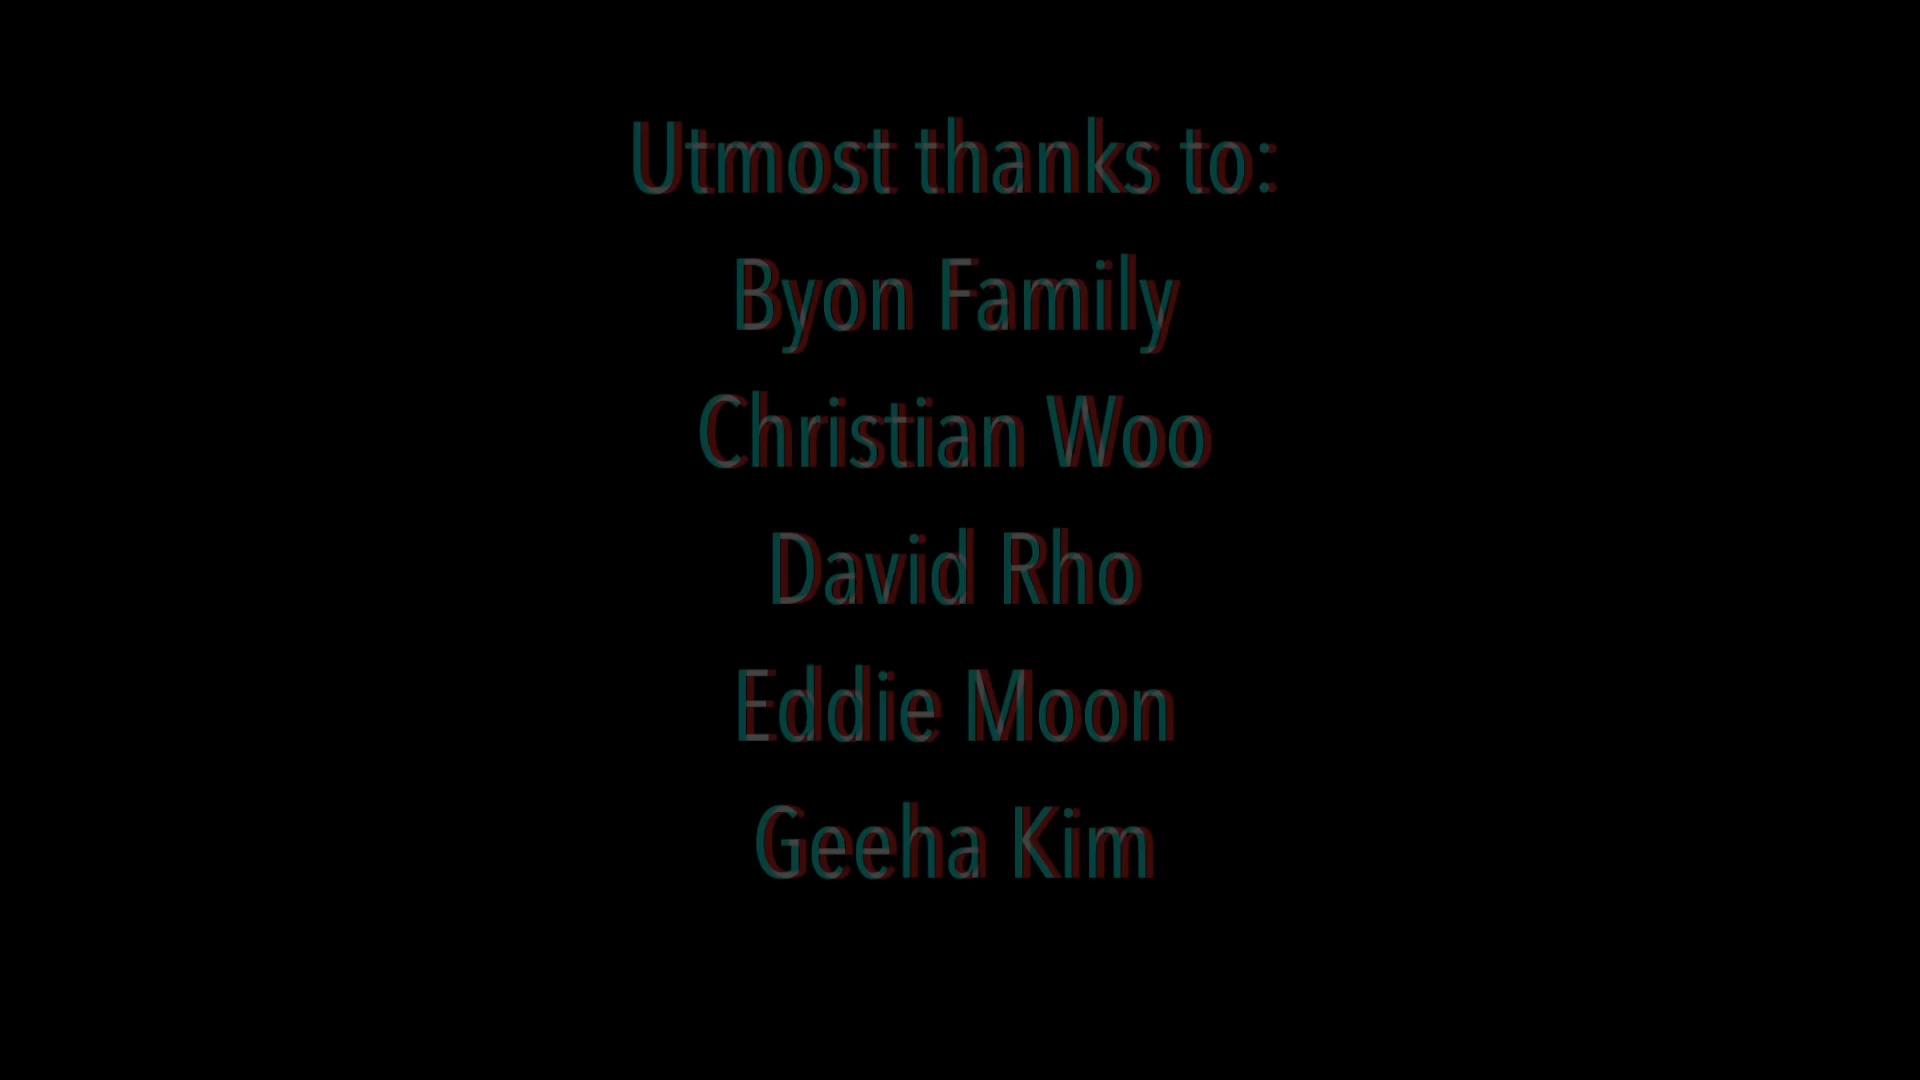 Utmost thanks to:
Byon Family
Christian Woo
David Rho
Eddie Moon
Geeha Kim